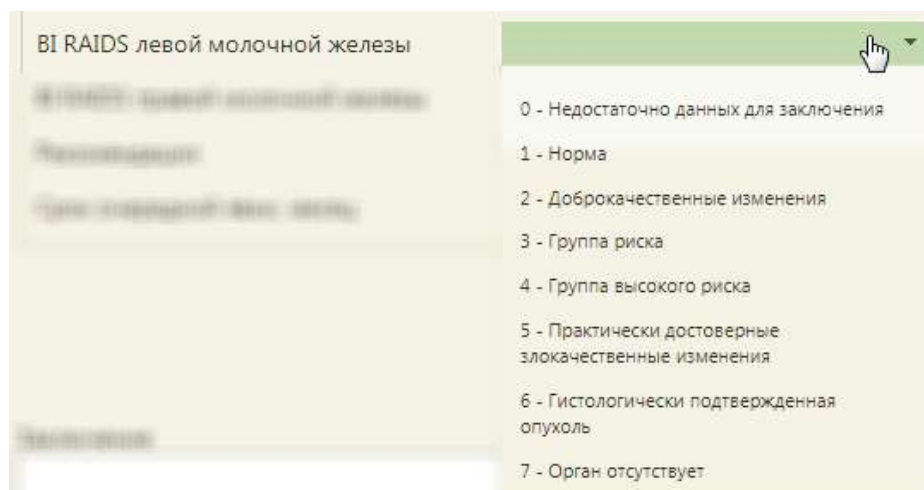 BI RAIDS левой молочной железы
0 - Недостаточно данных для заключения
1 - Норма
2 - Доброкачественные изменения
3 - Группа риска
4 - Группа высокого риска
5 - Практически достоверные
злокачественные изменения
6 - Гистологически подтвержденная
опухоль
7 - Орган отсутствует